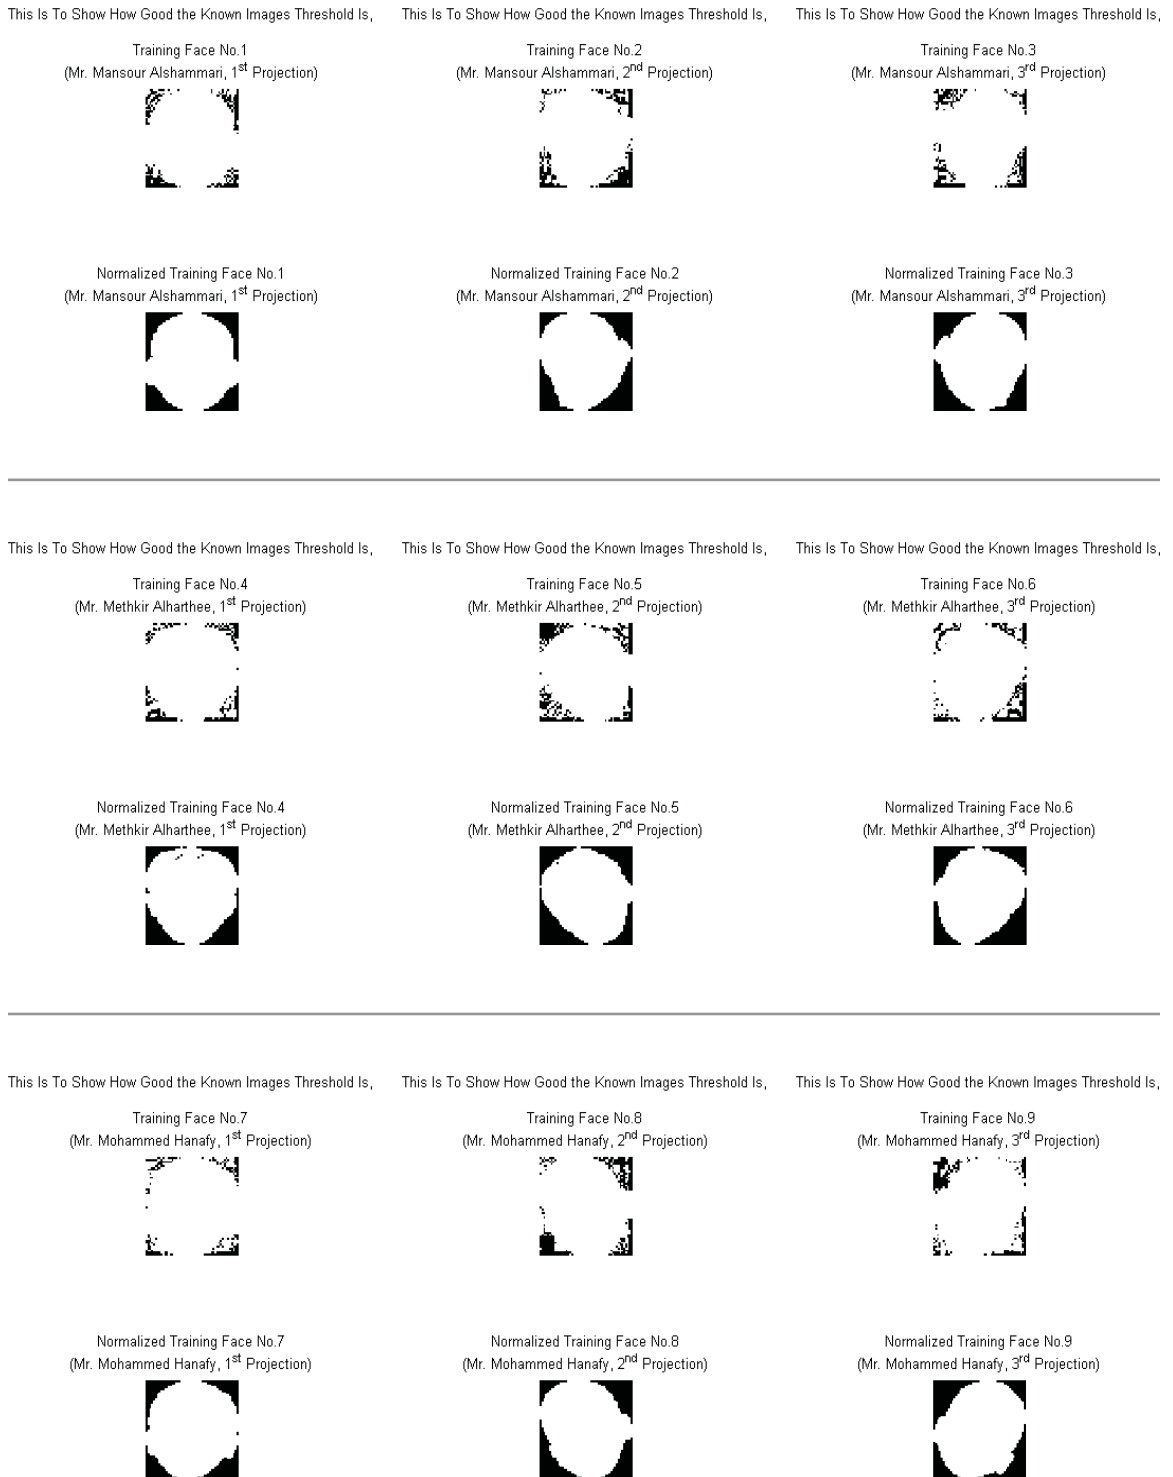 This Is To Show How Good the Known Images Threshold Is,
This Is To Show How Good the Known Images Threshold Is,
This Is To Show How Good the Known Images Threshold Is,
Training Face No.1
(Mr. Mansour Alshammari, 1st Projection)
Training Face No.2
(Mr. Mansour Alshammari, 2nd Projection)
Training Face No.3
(Mr. Mansour Alshammari, 3rd Projection)
Normalized Training Face No.1
(Mr. Mansour Alshammari, 1st Projection)
Normalized Training Face No.2
(Mr. Mansour Alshammari, 2nd Projection)
Normalized Training Face No.3
(Mr. Mansour Alshammari, 3rd Projection)
This Is To Show How Good the Known Images Threshold Is,
This Is To Show How Good the Known Images Threshold Is,
This Is To Show How Good the Known Images Threshold Is,
Training Face No.4
(Mr. Methkir Alharthee, 1st Projection)
Training Face No.5
(Mr. Methkir Alharthee, 2nd Projection)
Training Face No.6
(Mr. Methkir Alharthee, 3rd Projection)
Normalized Training Face No.4
(Mr. Methkir Alharthee, 1st Projection)
Normalized Training Face No.5
(Mr. Methkir Alharthee, 2nd Projection)
Normalized Training Face No.6
(Mr. Methkir Alharthee, 3rd Projection)
This Is To Show How Good the Known Images Threshold Is,
This Is To Show How Good the Known Images Threshold Is,
This Is To Show How Good the Known Images Threshold Is,
Training Face No.7
(Mr. Mohammed Hanafy, 1st Projection)
Training Face No.8
(Mr. Mohammed Hanafy, 2nd Projection)
Training Face No.9
(Mr. Mohammed Hanafy, 3rd Projection)
Normalized Training Face No.7
(Mr. Mohammed Hanafy, 1st Projection)
Normalized Training Face No.8
(Mr. Mohammed Hanafy, 2nd Projection)
Normalized Training Face No.9
(Mr. Mohammed Hanafy, 3rd Projection)